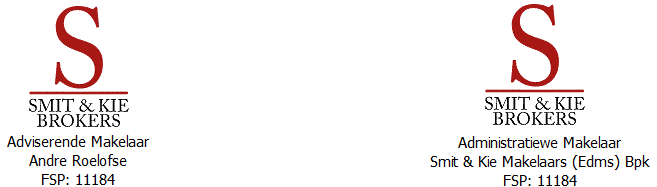 S
SMIT & KIE
BROKERS
Adviserende Makelaar
Andre Roelofse
FSP: 11184
S
SMIT & KIE
BROKERS
Administratiewe Makelaar
Smit & Kie Makelaars (Edms) Bpk
FSP: 11184